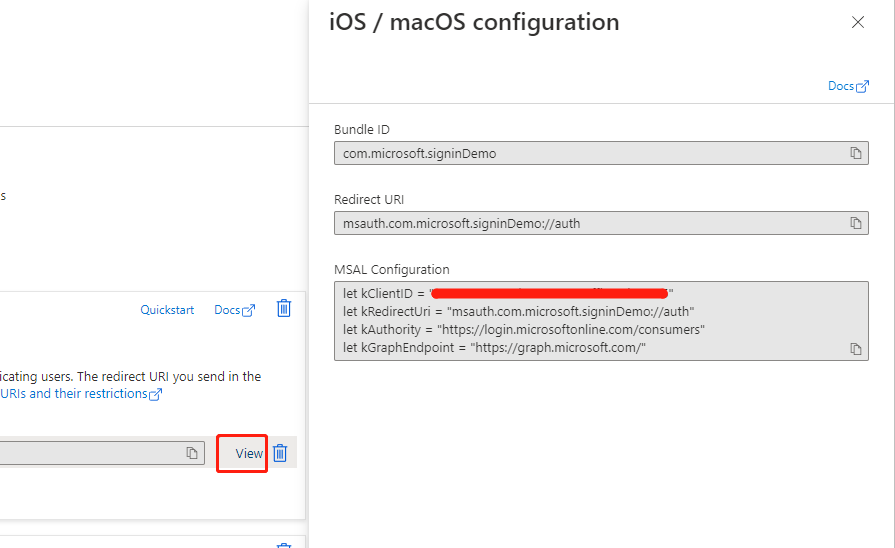 iOS / macOS configuration
Docs
Bundle ID
com.microsoft.signinDemo
Redirect URI
msauth.com.microsoft.signinDemo://auth
MSAL Configuration
let kClientID = " "
let kRedirectUri = "msauth.com.microsoft.signinDemo://auth"
let kAuthority = "https://login.microsoftonline.com/consumers"
let kGraphEndpoint = "https://graph.microsoft.com/"
s
Quickstart Docs
icating users. The redirect URI you send in the
URIs and their restrictions
View